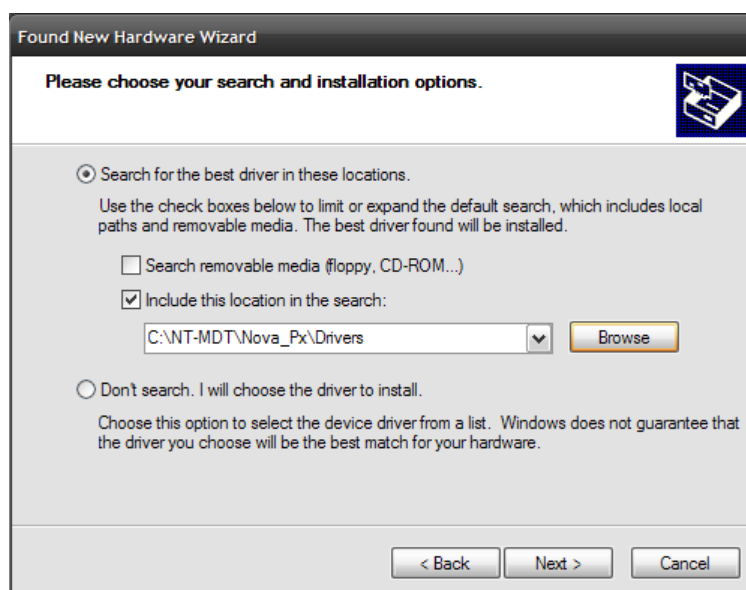 Found New Hardware Wizard
Please choose your search and installation options.
Search for the best driver in these locations.
Use the check boxes below to limit or expand the default search, which includes local
paths and removable media. The best driver found will be installed.
Search removable media (floppy, CD-ROM...)
Include this location in the search:
C:\NT-MDT\Nova_Px\Drivers
Browse
Don't search. I will choose the driver to install.
Choose this option to select the device driver from a list. Windows does not guarantee that
the driver you choose will be the best match for your hardware.
< Back Next > Cancel